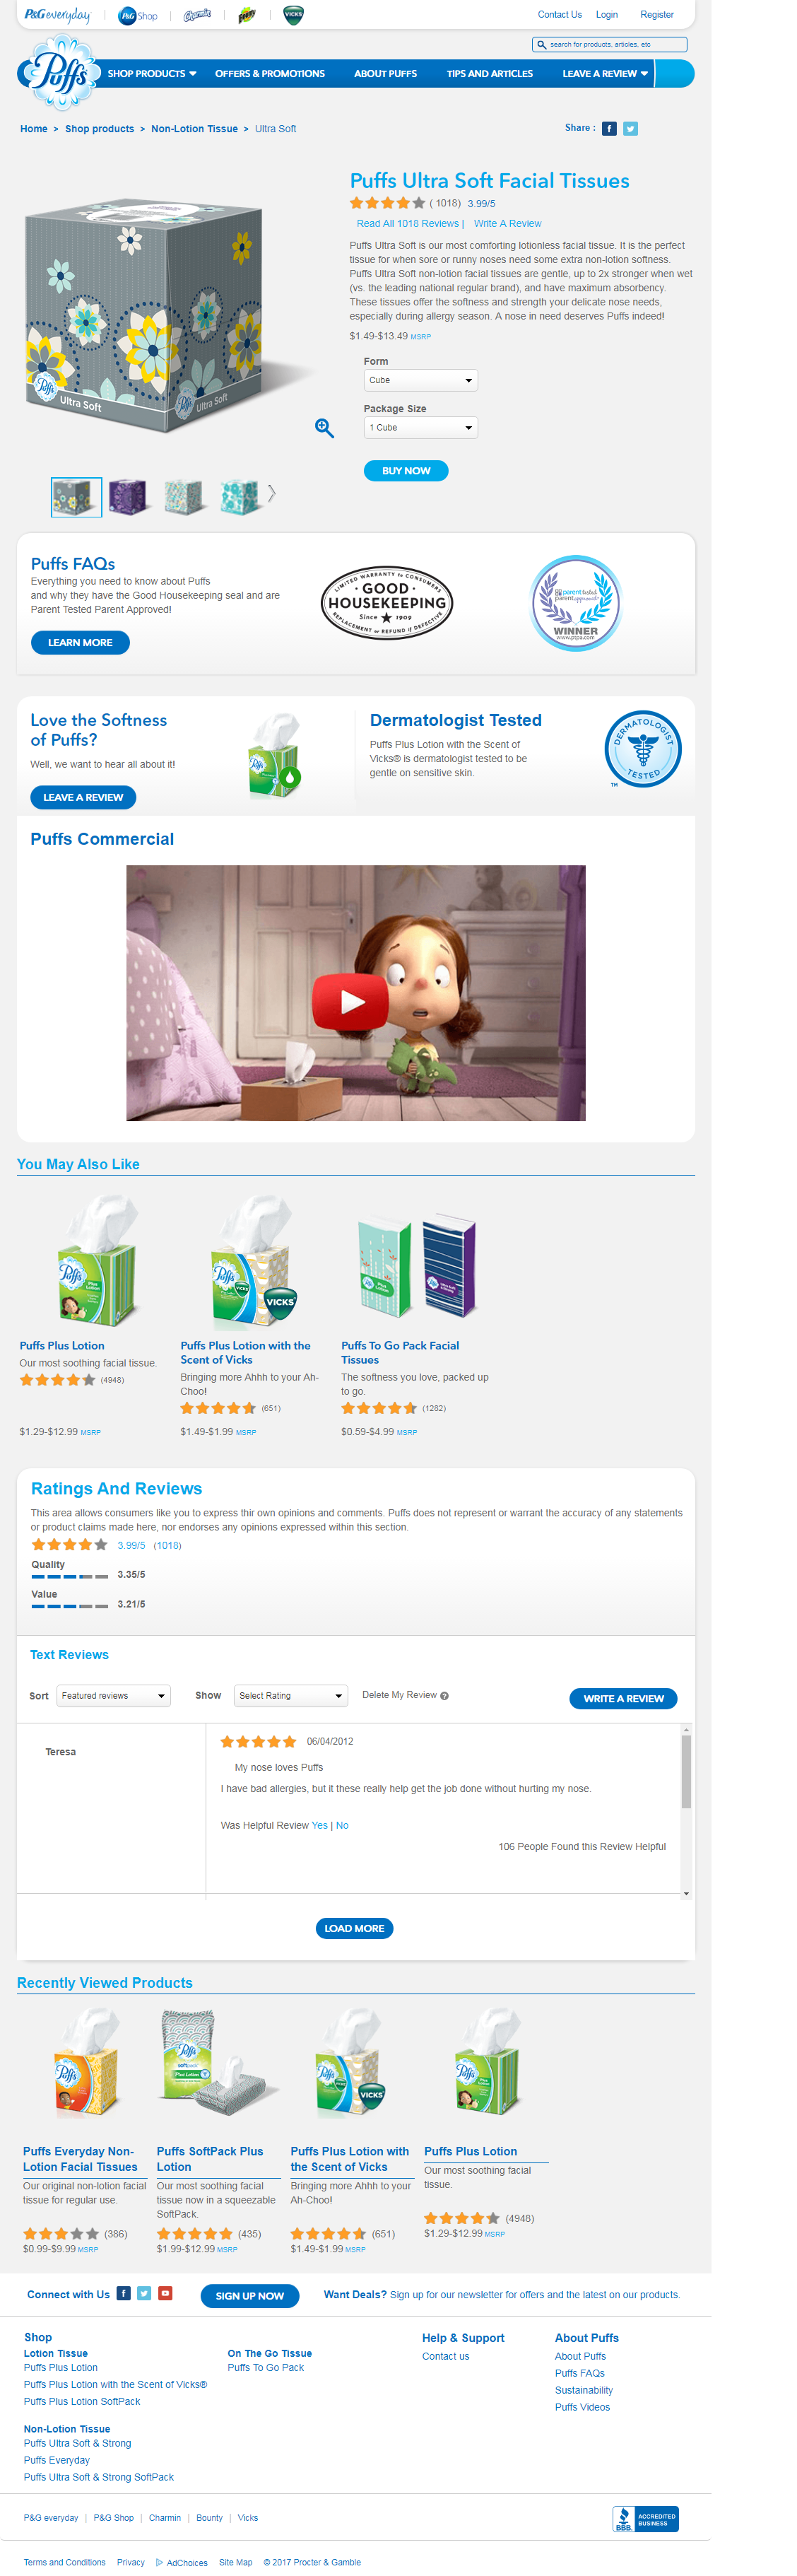 P&G everyday
P&G Shop
Charmin
Bounty
VICKS
Contact Us
Login
Register
search for products, articles, etc
Puffs
SHOP PRODUCTS
OFFERS & PROMOTIONS
ABOUT PUFFS
TIPS AND ARTICLES
LEAVE A REVIEW
Home > Shop products > Non-Lotion Tissue > Ultra Soft
Share :
Puffs Ultra Soft Facial Tissues
( 1018) 3.99/5
Read All 1018 Reviews | Write A Review
Puffs Ultra Soft is our most comforting lotionless facial tissue. It is the perfect
tissue for when sore or runny noses need some extra non-lotion softness.
Puffs Ultra Soft non-lotion facial tissues are gentle, up to 2x stronger when wet
(vs. the leading national regular brand), and have maximum absorbency.
These tissues offer the softness and strength your delicate nose needs,
especially during allergy season. A nose in need deserves Puffs indeed!
$1.49-$13.49 MSRP
Form
Cube
Package Size
1 Cube
BUY NOW
Puffs
Ultra Soft
Puffs
Ultra Soft
Puffs FAQs
Everything you need to know about Puffs
and why they have the Good Housekeeping seal and are
Parent Tested Parent Approved!
LEARN MORE
LIMITED WARRANTY TO CONSUMERS
GOOD
HOUSEKEEPING
Since 1909
REPLACEMENT or REFUND if DEFECTIVE
parent tested
parent approved
WINNER
www.ptpa.com
Love the Softness
of Puffs?
Well, we want to hear all about it!
LEAVE A REVIEW
Puffs
Dermatologist Tested
Puffs Plus Lotion with the Scent of
Vicks® is dermatologist tested to be
gentle on sensitive skin.
DERMATOLOGIST
TESTED
TM
Puffs Commercial
You May Also Like
Puffs
Plus Lotion
Puffs
VICKS
VICKS
Plus Lotion
Puffs Plus Lotion
Our most soothing facial tissue.
(4948)
$1.29-$12.99 MSRP
Puffs Plus Lotion with the
Scent of Vicks
Bringing more Ahhh to your Ah-
Choo!
(651)
$1.49-$1.99 MSRP
Puffs To Go Pack Facial
Tissues
The softness you love, packed up
to go.
(1282)
$0.59-$4.99 MSRP
Ratings And Reviews
This area allows consumers like you to express thir own opinions and comments. Puffs does not represent or warrant the accuracy of any statements
or product claims made here, nor endorses any opinions expressed within this section.
3.99/5 (1018)
Quality
3.35/5
Value
3.21/5
Text Reviews
Sort
Featured reviews
Show
Select Rating
Delete My Review ?
WRITE A REVIEW
Teresa
06/04/2012
My nose loves Puffs
I have bad allergies, but it these really help get the job done without hurting my nose.
Was Helpful Review Yes | No
106 People Found this Review Helpful
LOAD MORE
Recently Viewed Products
Puffs
Puffs
softpack
Plus Lotion
Puffs
VICKS
Puffs
Puffs Everyday Non-
Lotion Facial Tissues
Our original non-lotion facial
tissue for regular use.
(386)
$0.99-$9.99 MSRP
Puffs SoftPack Plus
Lotion
Our most soothing facial
tissue now in a squeezable
SoftPack.
(435)
$1.99-$12.99 MSRP
Puffs Plus Lotion with
the Scent of Vicks
Bringing more Ahhh to your
Ah-Choo!
(651)
$1.49-$1.99 MSRP
Puffs Plus Lotion
Our most soothing facial
tissue.
(4948)
$1.29-$12.99 MSRP
Connect with Us
SIGN UP NOW
Want Deals? Sign up for our newsletter for offers and the latest on our products.
Shop
Lotion Tissue
Puffs Plus Lotion
Puffs Plus Lotion with the Scent of Vicks®
Puffs Plus Lotion SoftPack
Non-Lotion Tissue
Puffs Ultra Soft & Strong
Puffs Everyday
Puffs Ultra Soft & Strong SoftPack
On The Go Tissue
Puffs To Go Pack
Help & Support
Contact us
About Puffs
About Puffs
Puffs FAQs
Sustainability
Puffs Videos
P&G everyday | P&G Shop | Charmin | Bounty | Vicks
BBB.
ACCREDITED
BUSINESS
Terms and Conditions
Privacy
AdChoices
Site Map
© 2017 Procter & Gamble